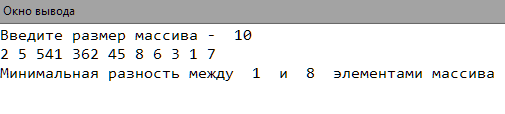 Окно вывода
Введите размер массива -  10
2 5 541 362 45 8 6 3 1 7
Минимальная разность между  1  и  8  элементами массива